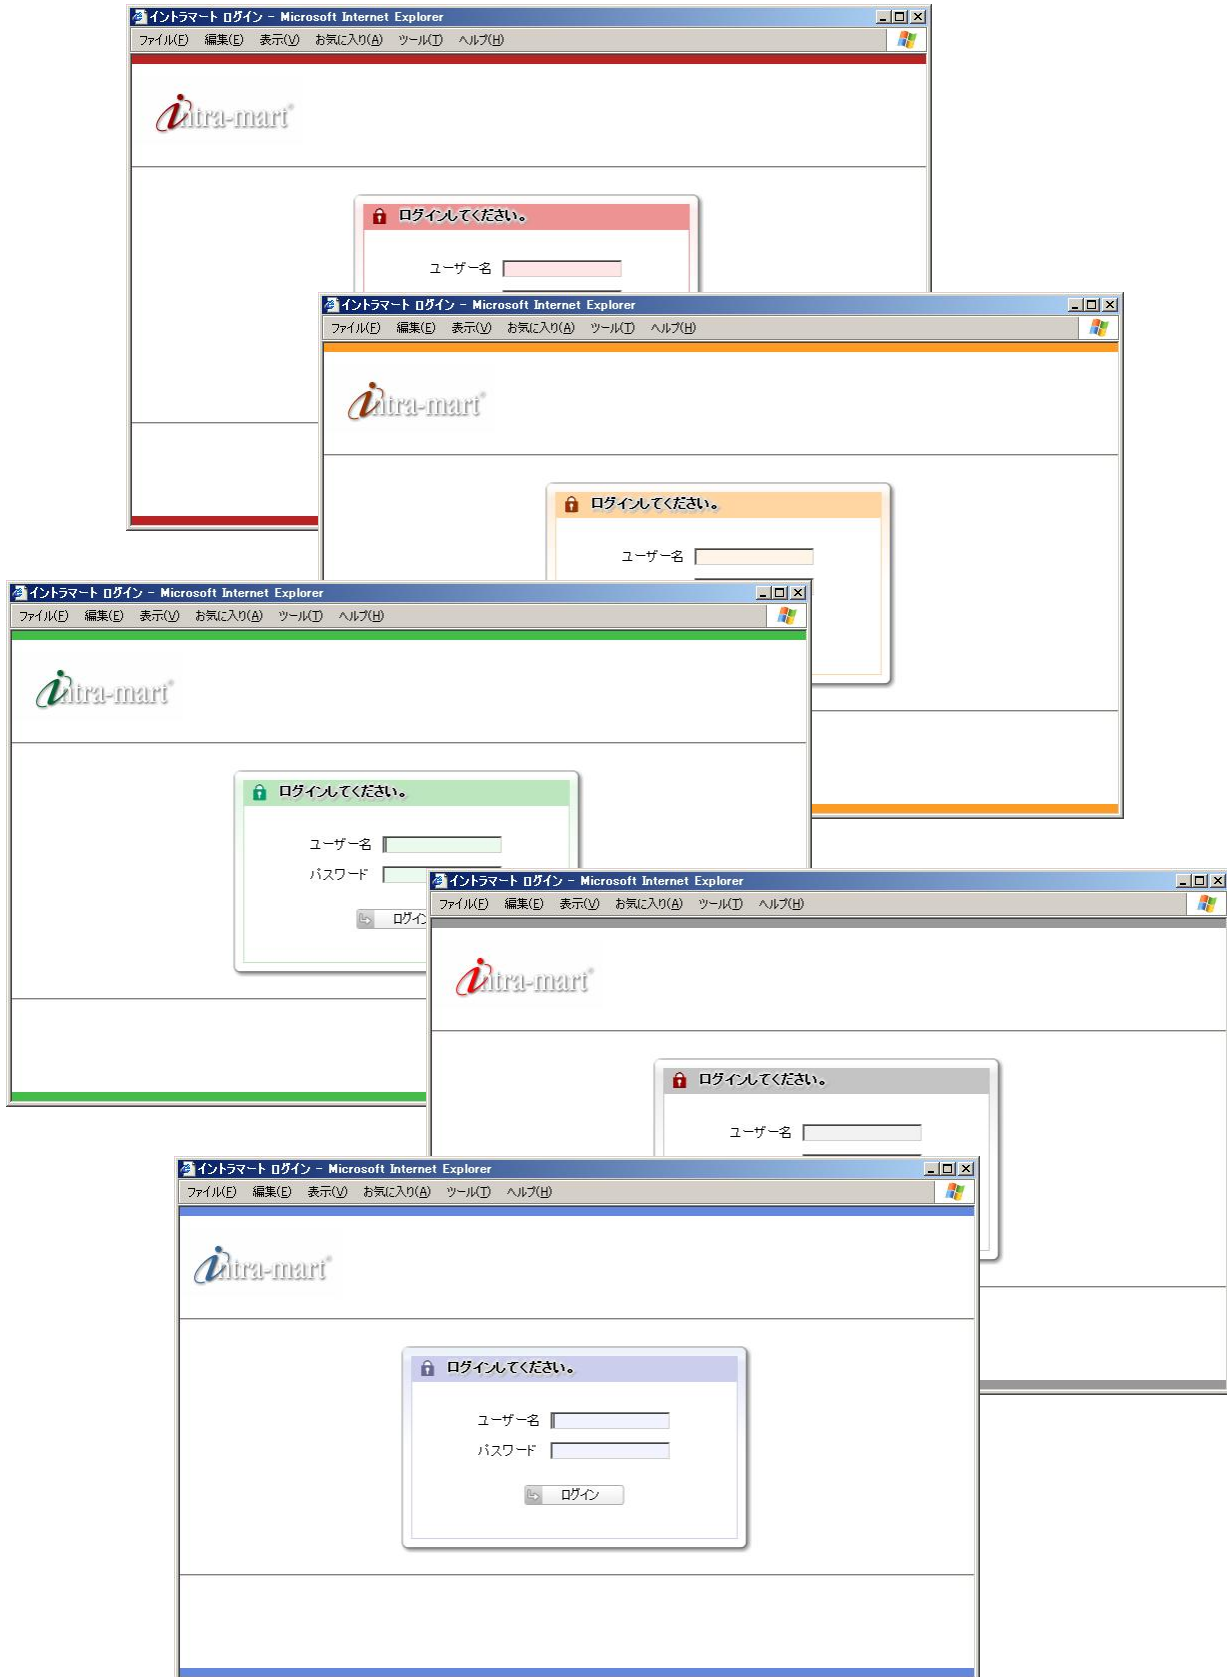 イントラマート ログイン - Microsoft Internet Explorer
ファイル(F) 編集(E) 表示(V) お気に入り(A) ツール(T) ヘルプ(H)
intra-mart®
ログインしてください。
ユーザー名
イントラマート ログイン - Microsoft Internet Explorer
ファイル(F) 編集(E) 表示(V) お気に入り(A) ツール(T) ヘルプ(H)
intra-mart®
ログインしてください。
ユーザー名
イントラマート ログイン - Microsoft Internet Explorer
ファイル(F) 編集(E) 表示(V) お気に入り(A) ツール(T) ヘルプ(H)
intra-mart®
ログインしてください。
ユーザー名
パスワード
ログイン
イントラマート ログイン - Microsoft Internet Explorer
ファイル(F) 編集(E) 表示(V) お気に入り(A) ツール(T) ヘルプ(H)
intra-mart®
ログインしてください。
ユーザー名
イントラマート ログイン - Microsoft Internet Explorer
ファイル(F) 編集(E) 表示(V) お気に入り(A) ツール(T) ヘルプ(H)
intra-mart®
ログインしてください。
ユーザー名
パスワード
ログイン